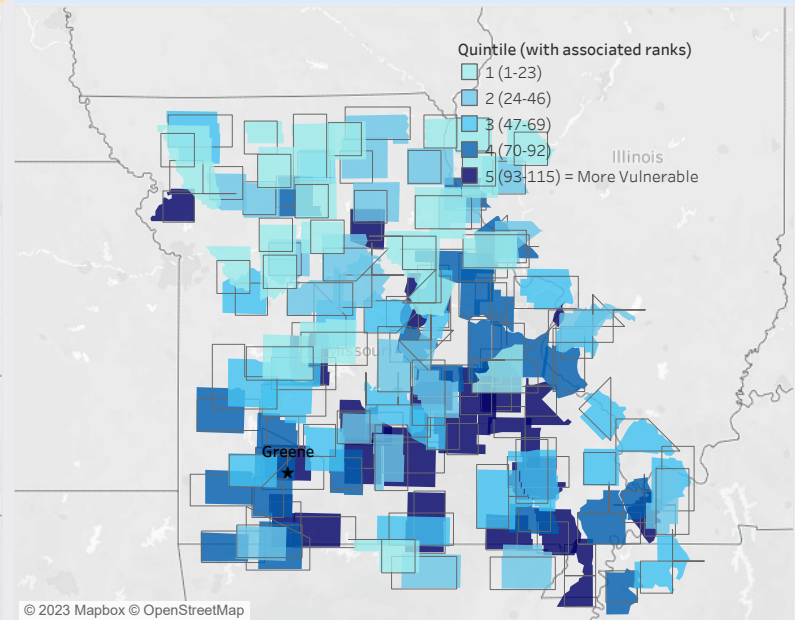 Quintile (with associated ranks)
1 (1-23)
2 (24-46)
3 (47-69)
4 (70-92)
5 (93-115) = More Vulnerable
Illinois
Missouri
Greene
© 2023 Mapbox © OpenStreetMap